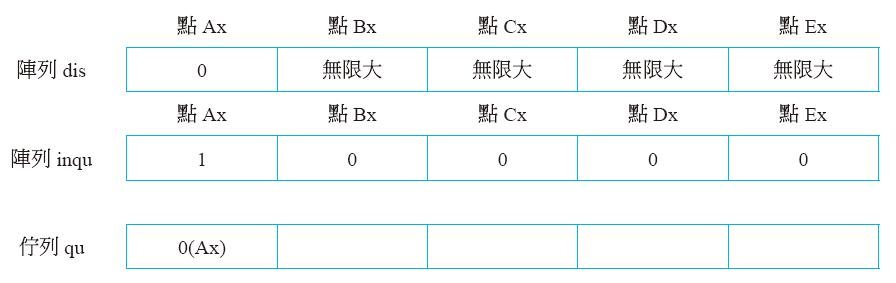 點 Ax 點 Bx 點 Cx 點 Dx 點 Ex
陣列 dis 0 無限大 無限大 無限大 無限大
點 Ax 點 Bx 點 Cx 點 Dx 點 Ex
陣列 inqu 1 0 0 0 0
佇列 qu 0(Ax)